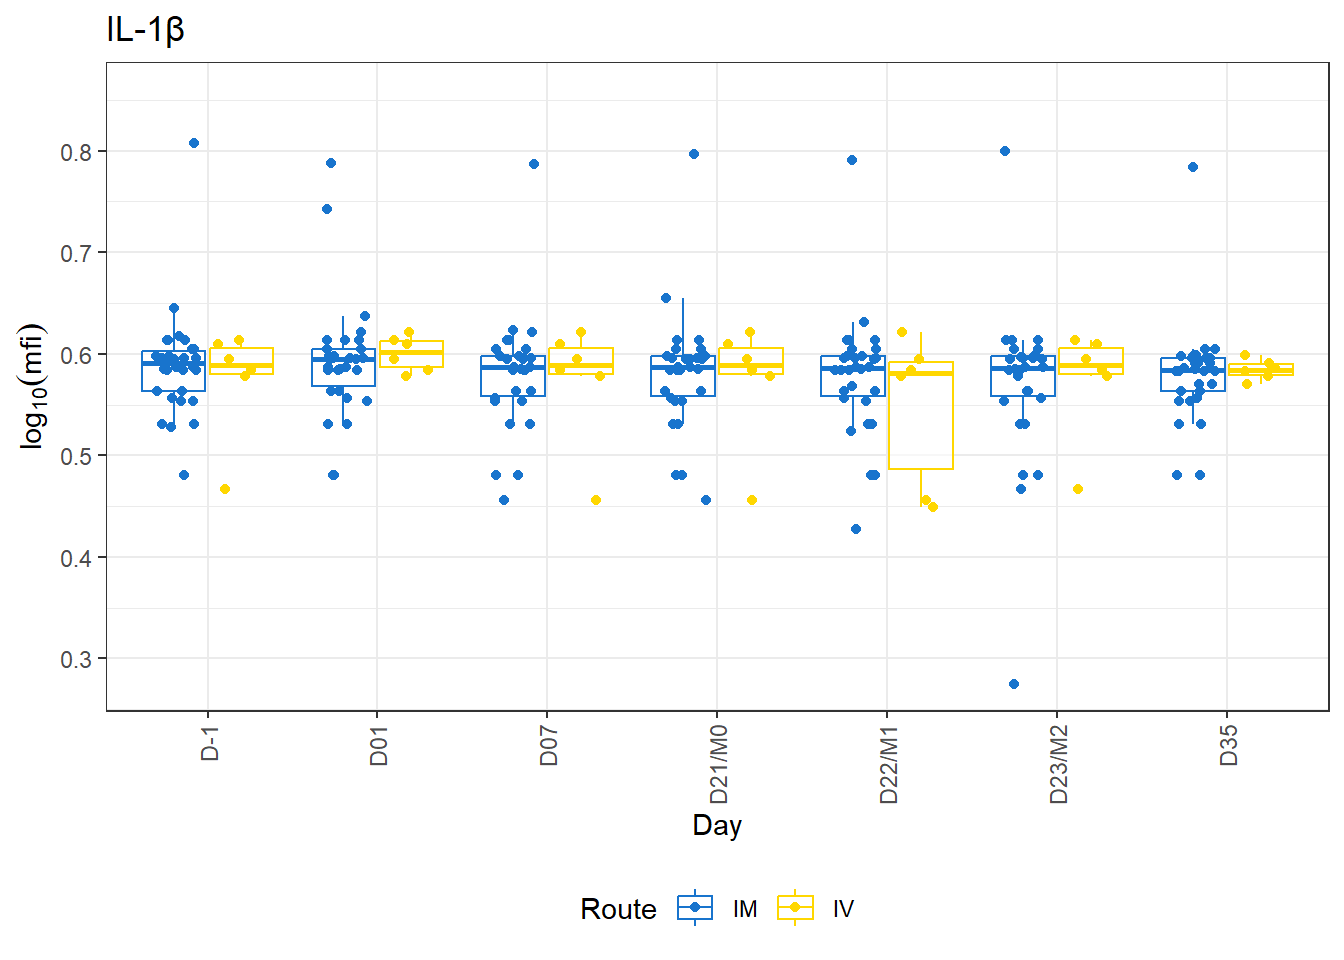 IL-1β
0.8
0.7
0.6
0.5
0.4
0.3
log10(mfi)
D-1
D01
D07
D21/M0
D22/M1
D23/M2
D35
Day
Route IM IV